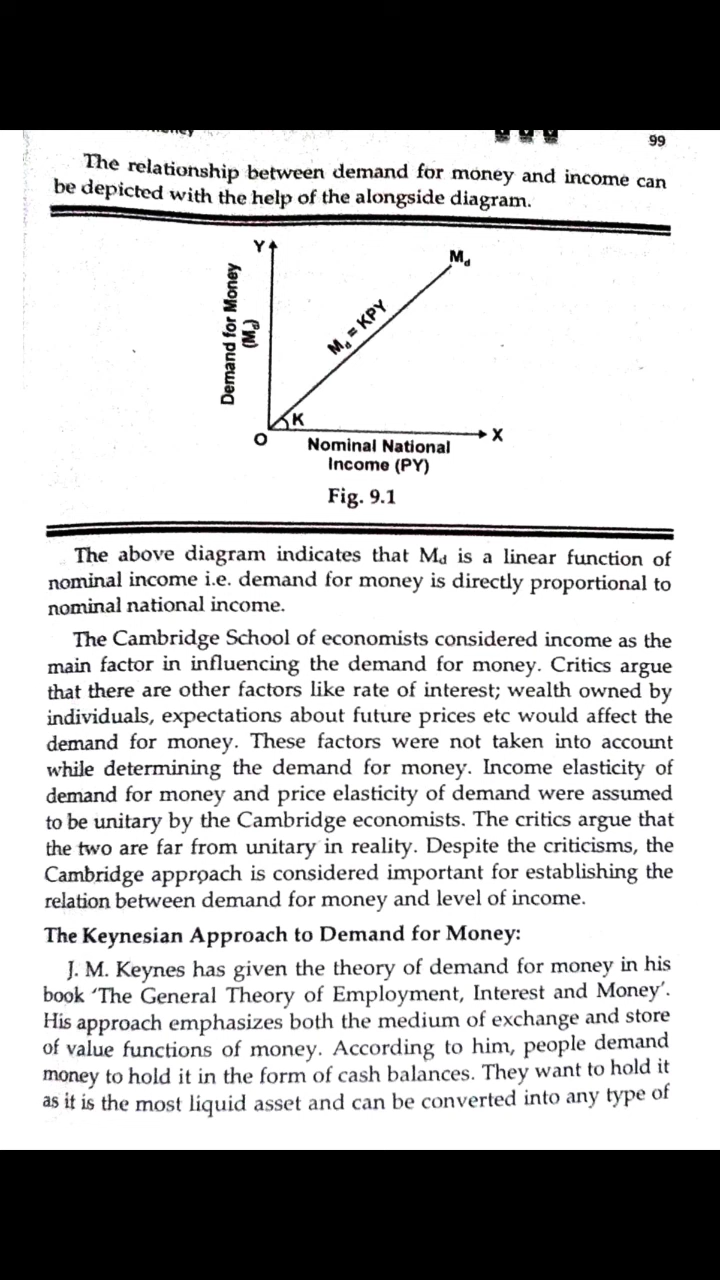 99
The relationship between demand for money and income can
be depicted with the help of the alongside diagram.
Y
Md
Demand for Money
(Md)
Md = KPY
K
O
X
Nominal National
Income (PY)
Fig. 9.1
The above diagram indicates that Md is a linear function of
nominal income i.e. demand for money is directly proportional to
nominal national income.
The Cambridge School of economists considered income as the
main factor in influencing the demand for money. Critics argue
that there are other factors like rate of interest; wealth owned by
individuals, expectations about future prices etc would affect the
demand for money. These factors were not taken into account
while determining the demand for money. Income elasticity of
demand for money and price elasticity of demand were assumed
to be unitary by the Cambridge economists. The critics argue that
the two are far from unitary in reality. Despite the criticisms, the
Cambridge approach is considered important for establishing the
relation between demand for money and level of income.
The Keynesian Approach to Demand for Money:
J. M. Keynes has given the theory of demand for money in his
book 'The General Theory of Employment, Interest and Money'.
His approach emphasizes both the medium of exchange and store
of value functions of money. According to him, people demand
money to hold it in the form of cash balances. They want to hold it
as it is the most liquid asset and can be converted into any type of